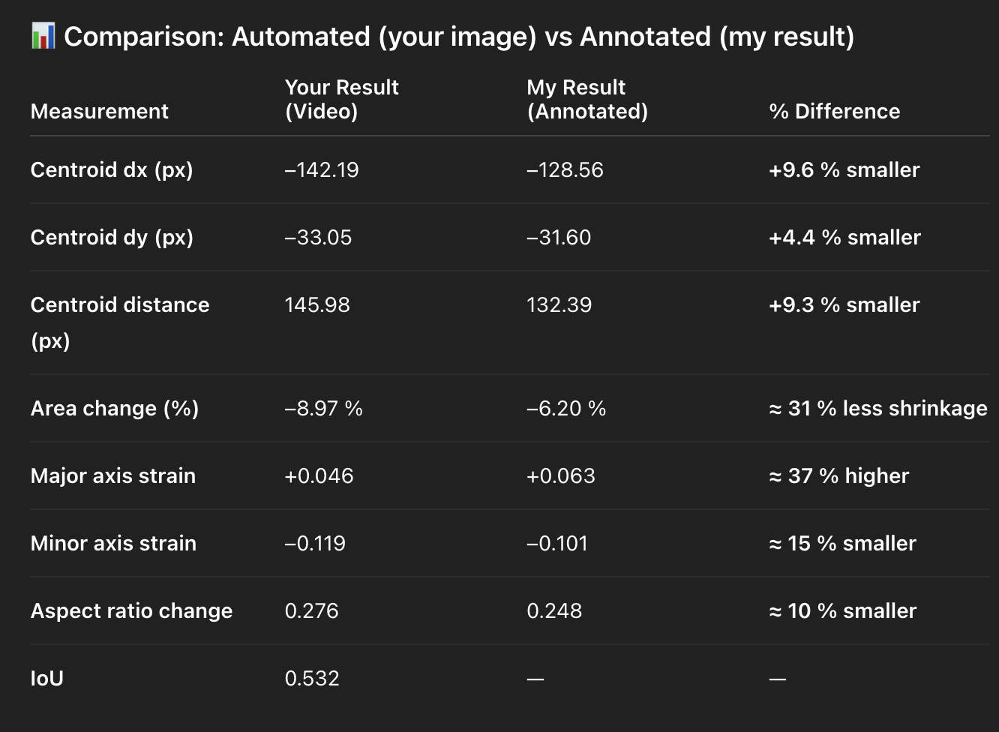 📊 Comparison: Automated (your image) vs Annotated (my result)
Measurement	Your Result (Video)	My Result (Annotated)	% Difference
Centroid dx (px)	–142.19	–128.56	+9.6 % smaller
Centroid dy (px)	–33.05	–31.60	+4.4 % smaller
Centroid distance (px)	145.98	132.39	+9.3 % smaller
Area change (%)	–8.97 %	–6.20 %	≈ 31 % less shrinkage
Major axis strain	+0.046	+0.063	≈ 37 % higher
Minor axis strain	–0.119	–0.101	≈ 15 % smaller
Aspect ratio change	0.276	0.248	≈ 10 % smaller
IoU	0.532	—	—